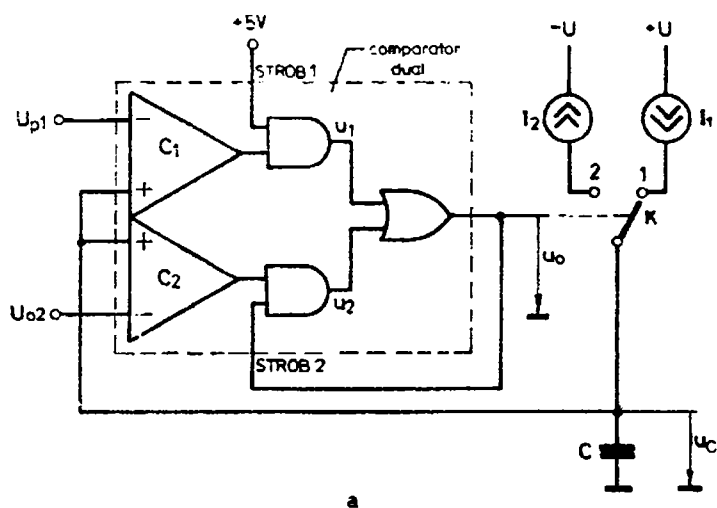 +5V
-U
+U
STROB 1
comparator
dual
Up1
-
C1
u1
I2
I1
2
1
+
K
+
C2
u2
uo
Uo2
-
STROB 2
C
uC
a